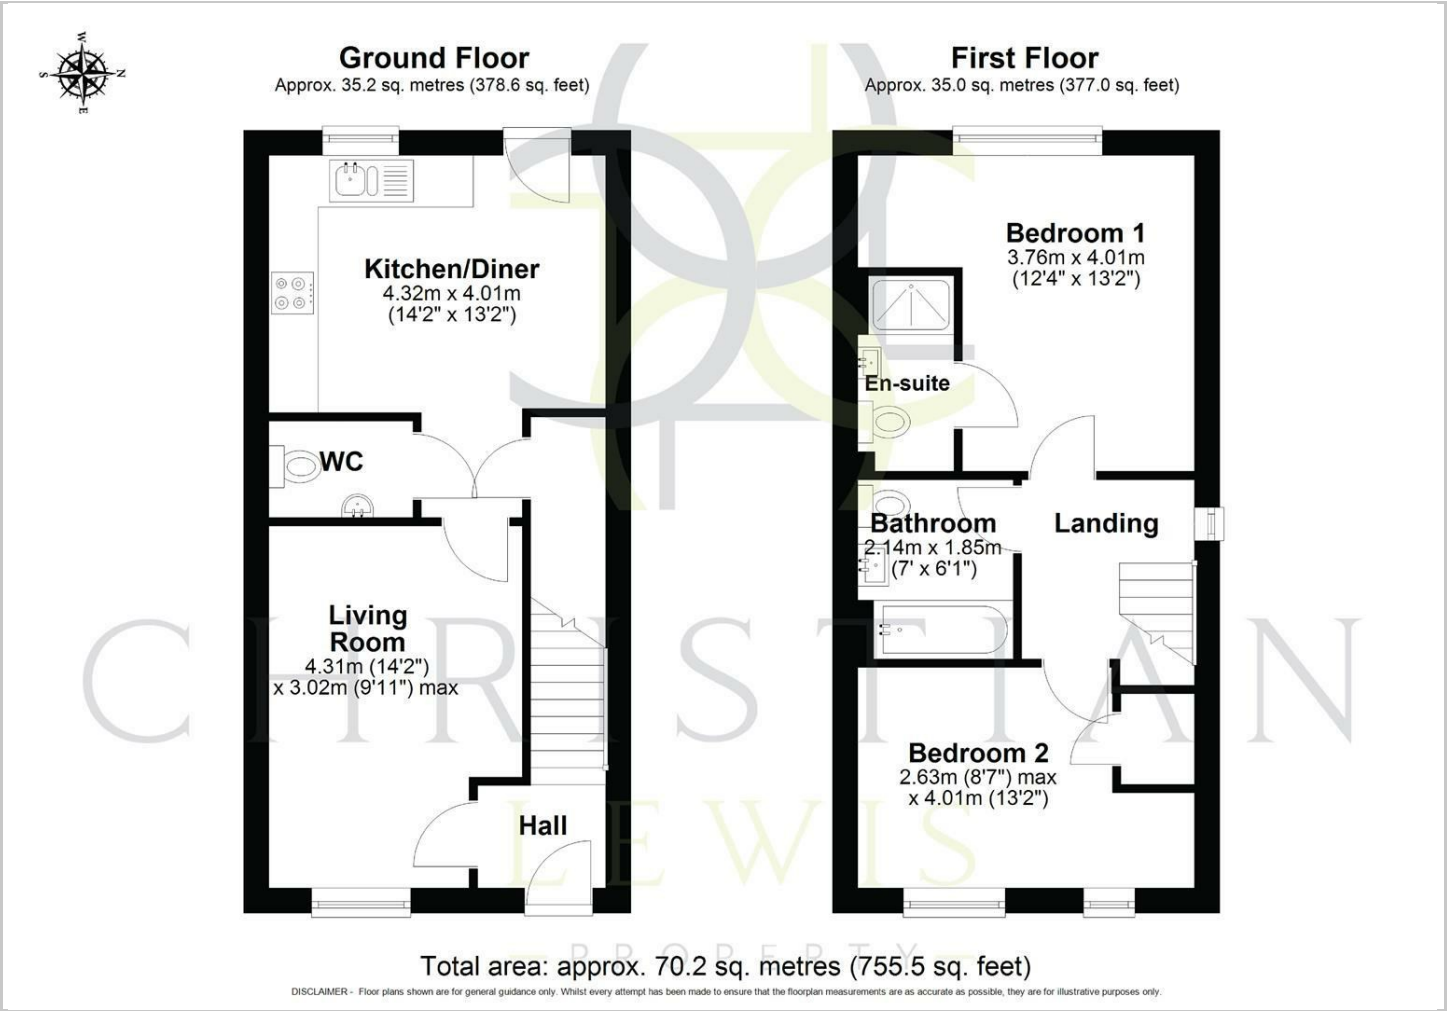 W
S
N
E
Ground Floor
Approx. 35.2 sq. metres (378.6 sq. feet)
First Floor
Approx. 35.0 sq. metres (377.0 sq. feet)
Kitchen/Diner
4.32m x 4.01m
(14'2" x 13'2")
WC
Living
Room
4.31m (14'2")
x 3.02m (9'11") max
Hall
Bedroom 1
3.76m x 4.01m
(12'4" x 13'2")
En-suite
Bathroom
2.14m x 1.85m
(7' x 6'1")
Landing
Bedroom 2
2.63m (8'7") max
x 4.01m (13'2")
CHRISTIAN
LEWIS
PROPERTY
Total area: approx. 70.2 sq. metres (755.5 sq. feet)
DISCLAIMER - Floor plans shown are for general guidance only. Whilst every attempt has been made to ensure that the floorplan measurements are as accurate as possible, they are for illustrative purposes only.